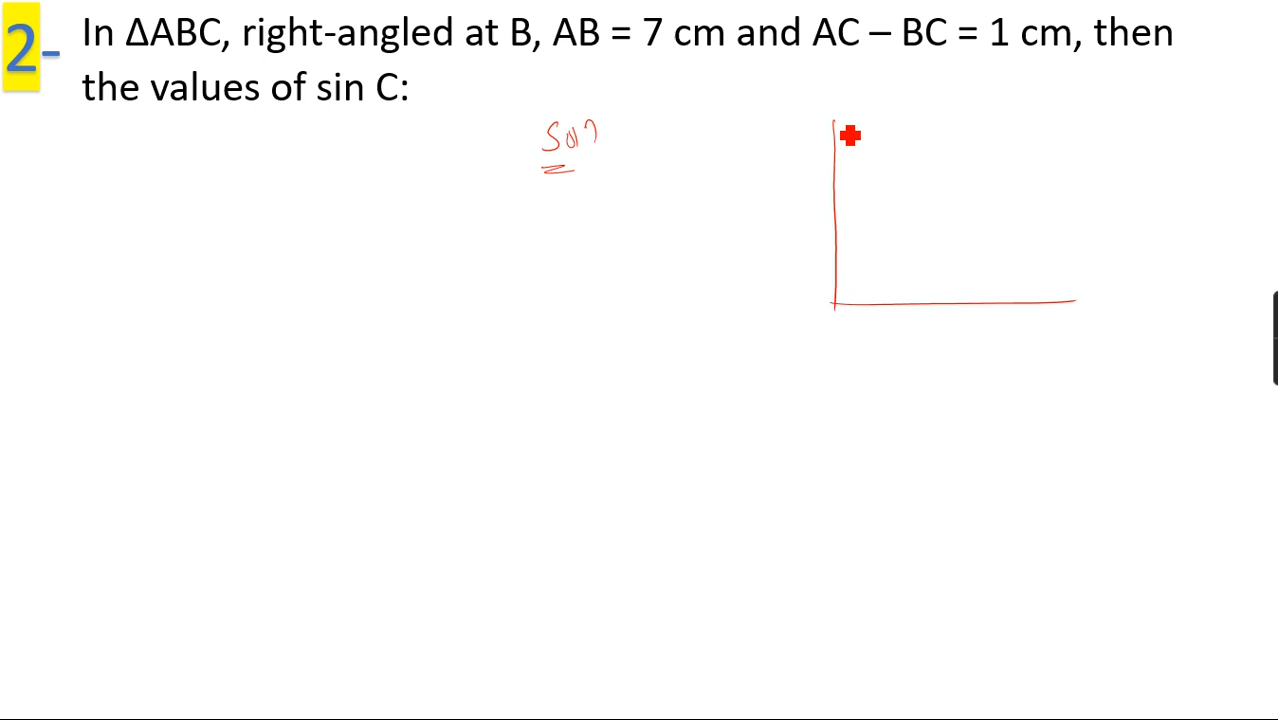 2- In ΔABC, right-angled at B, AB = 7 cm and AC – BC = 1 cm, then
the values of sin C:
Soln